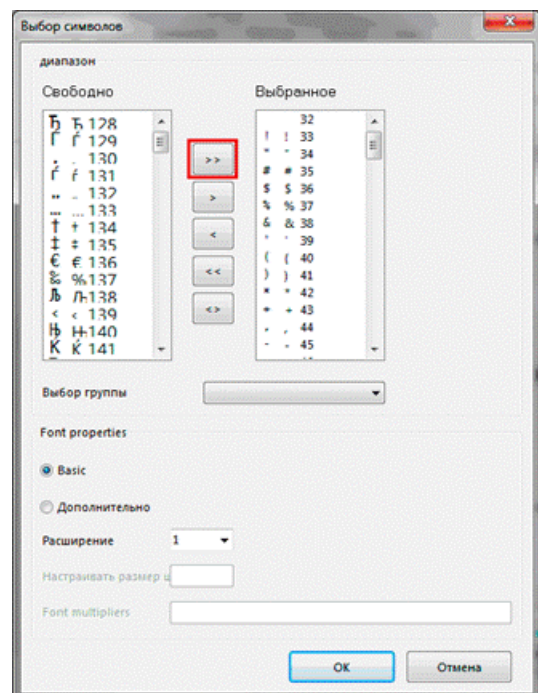 Выбор символов
диапазон
Свободно
Выбранное
Ђ Ђ 128
Ѓ Ѓ 129
‚ ‚ 130
ѓ ѓ 131
„ „ 132
… … 133
† † 134
‡ ‡ 135
€ € 136
‰ ‰ 137
Љ Љ 138
‹ ‹ 139
Њ Њ 140
Ќ Ќ 141
32
! ! 33
" " 34
# # 35
$ $ 36
% % 37
& & 38
' ' 39
( ( 40
) ) 41
* * 42
+ + 43
, , 44
- - 45
>>
>
<
<<
<>
Выбор группы
Font properties
Basic
Дополнительно
Расширение 1
Настраивать размер ц
Font multipliers
OK
Отмена